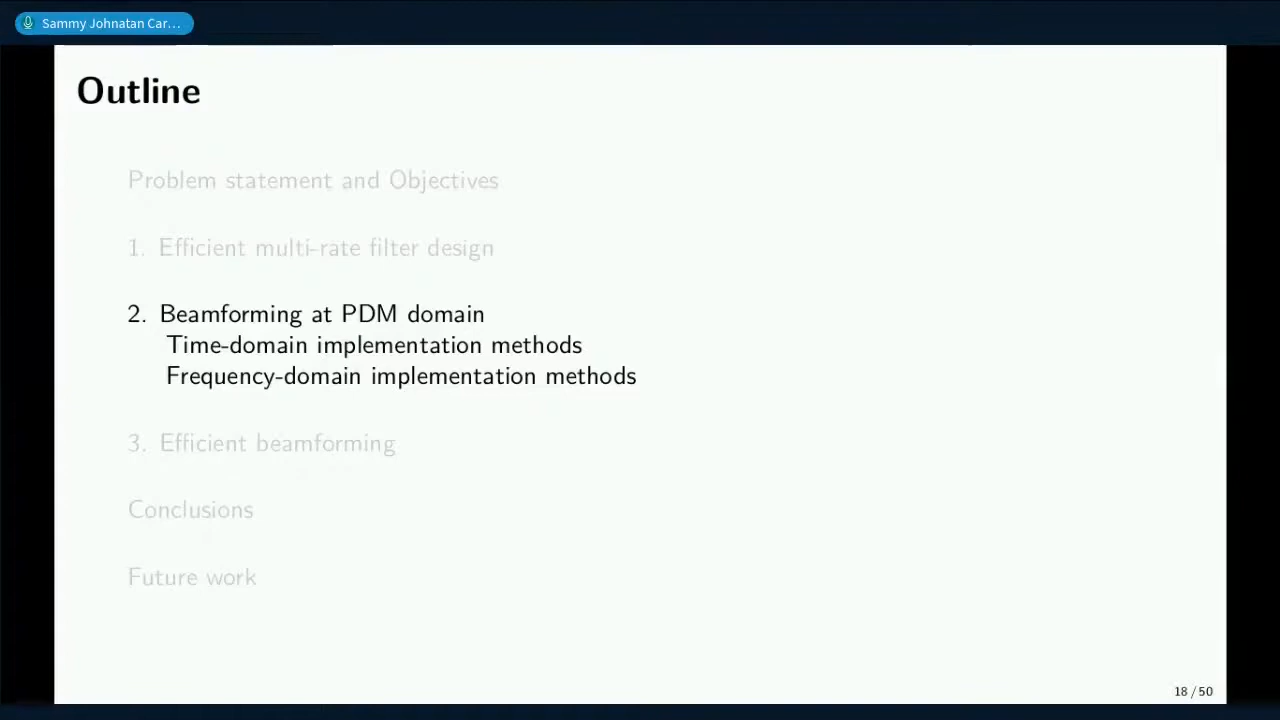 Sammy Johnatan Car...
Outline
Problem statement and Objectives
1. Efficient multi-rate filter design
2. Beamforming at PDM domain
Time-domain implementation methods
Frequency-domain implementation methods
3. Efficient beamforming
Conclusions
Future work
18 / 50